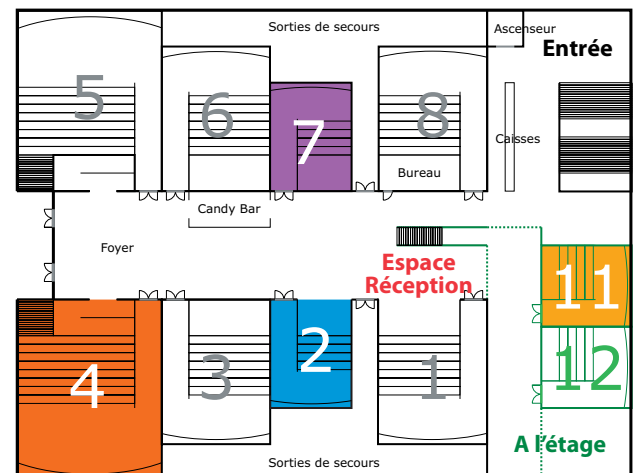 Sorties de secours
Ascenseur
Entrée
5
6
7
8
Caisses
Bureau
Candy Bar
Foyer
Espace
Réception
11
4
3
2
1
12
A l'étage
Sorties de secours